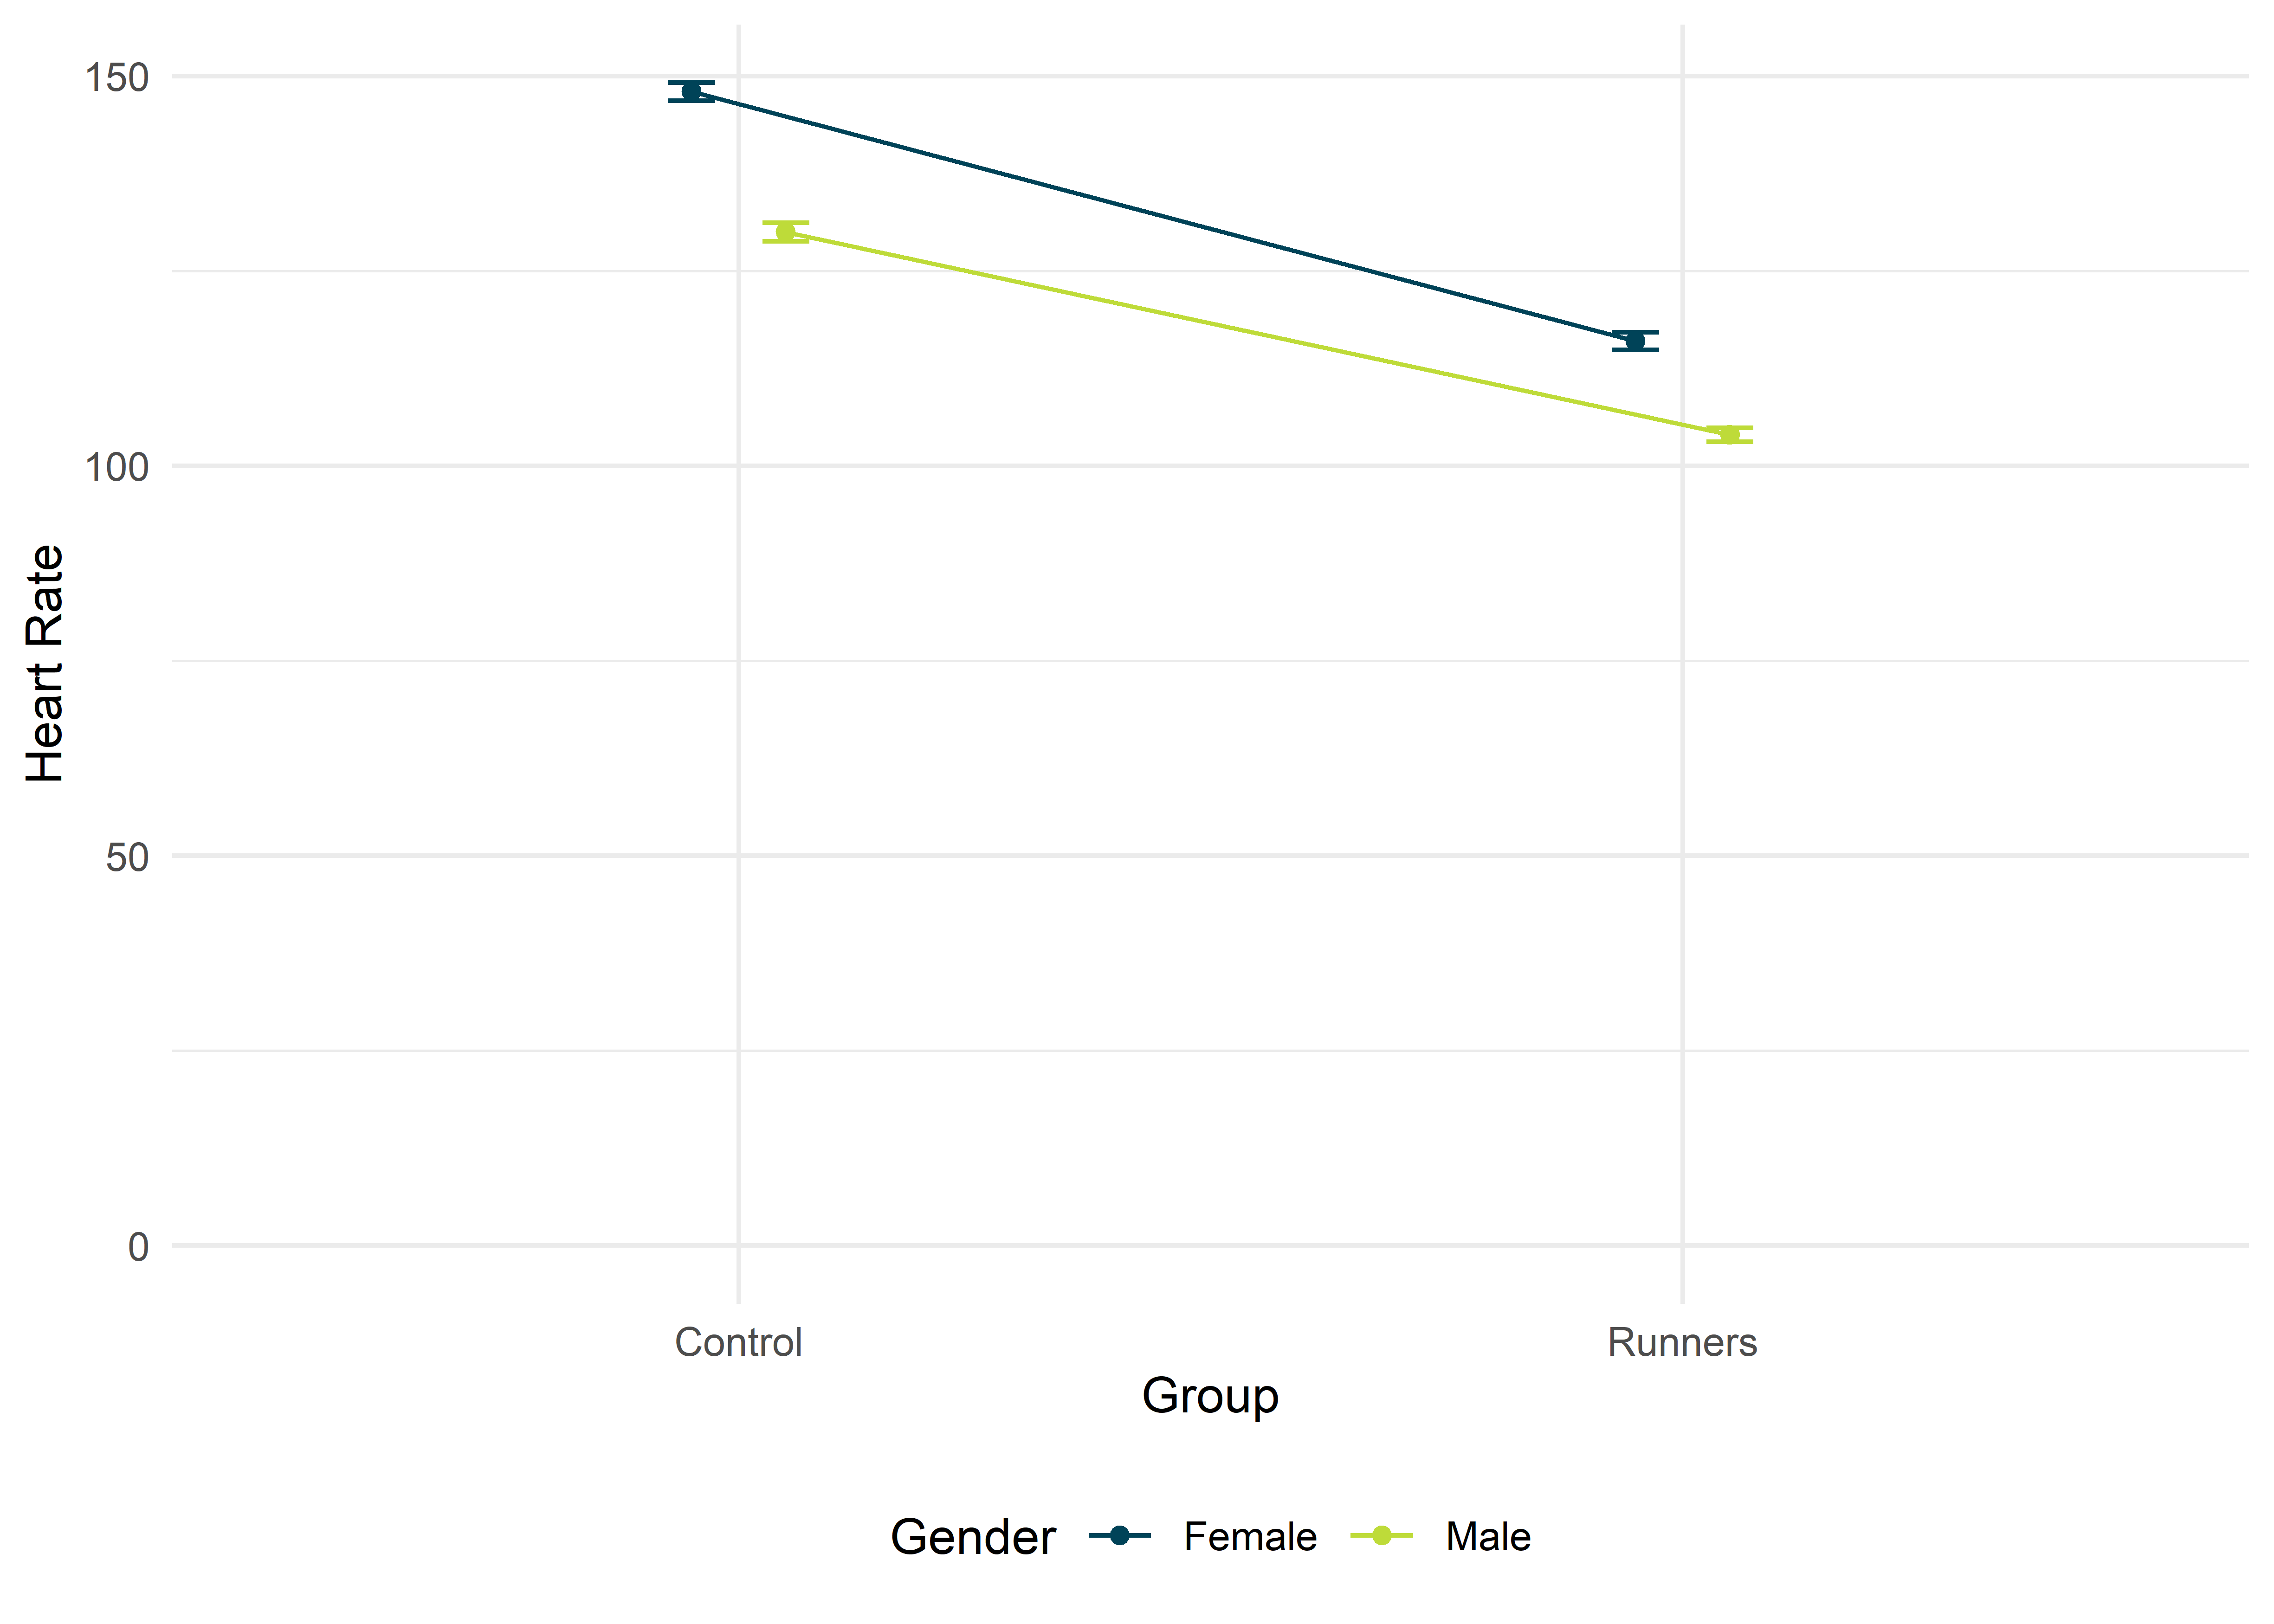 150
100
50
0
Heart Rate
Control Runners
Group
Gender Female Male